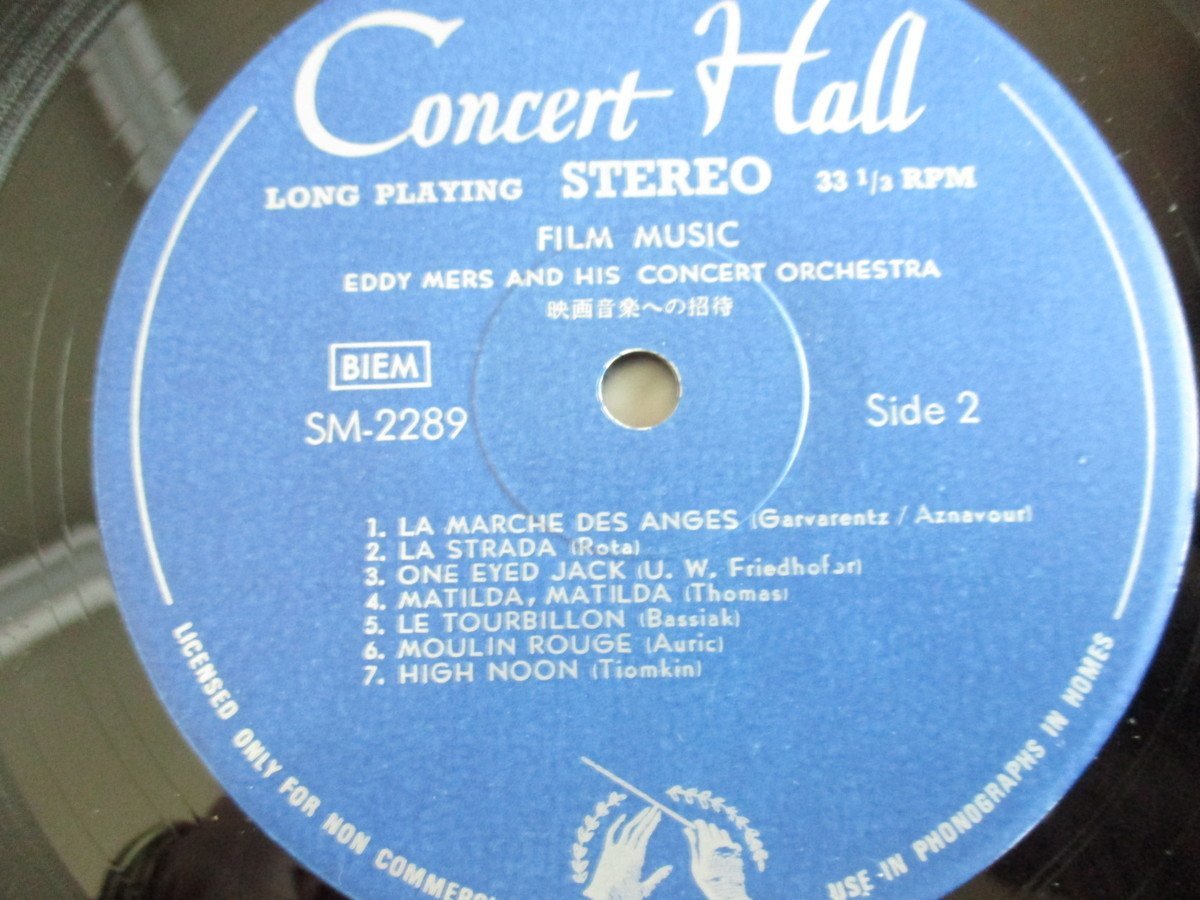 Concert Hall
LONG PLAYING STEREO 33 1/3 RPM
FILM MUSIC
EDDY MERS AND HIS CONCERT ORCHESTRA
映画音楽への招待
BIEM
SM-2289
Side 2
1. LA MARCHE DES ANGES (Garvarentz / Aznavour)
2. LA STRADA (Rota)
3. ONE EYED JACK (U. W. Friedhofer)
4. MATILDA, MATILDA (Thomas)
5. LE TOURBILLON (Bassiak)
6. MOULIN ROUGE (Auric)
7. HIGH NOON (Tiomkin)
LICENSED ONLY FOR NON COMMERC
USE IN PHONOGRAPHS IN HOMES